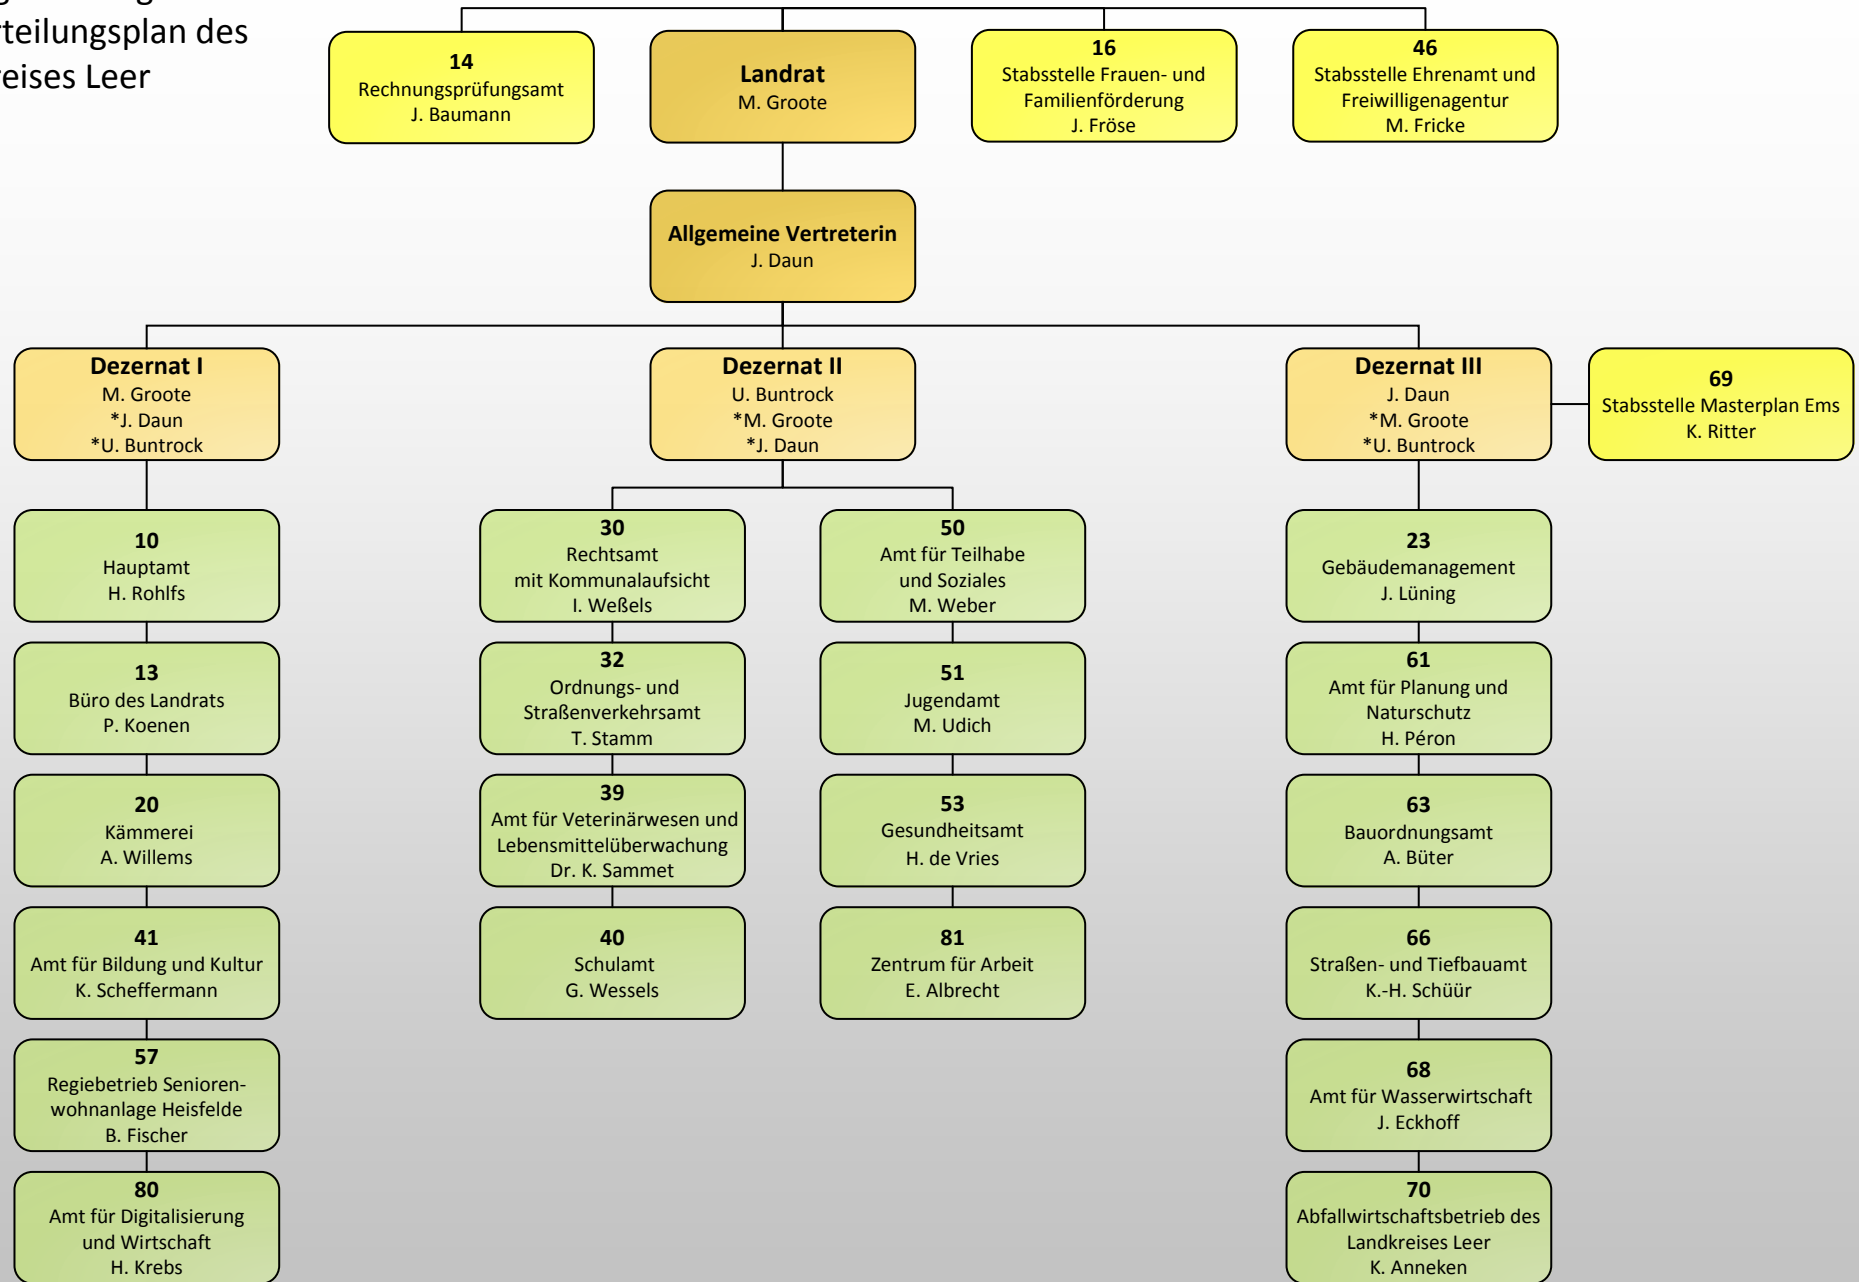 rteilungsplan des
reises Leer
14
Rechnungsprüfungsamt
J. Baumann
Landrat
M. Groote
16
Stabsstelle Frauen- und
Familienförderung
J. Fröse
46
Stabsstelle Ehrenamt und
Freiwilligenagentur
M. Fricke
Allgemeine Vertreterin
J. Daun
Dezernat I
M. Groote
*J. Daun
*U. Buntrock
Dezernat II
U. Buntrock
*M. Groote
*J. Daun
Dezernat III
J. Daun
*M. Groote
*U. Buntrock
69
Stabsstelle Masterplan Ems
K. Ritter
10
Hauptamt
H. Rohlfs
13
Büro des Landrats
P. Koenen
20
Kämmerei
A. Willems
41
Amt für Bildung und Kultur
K. Scheffermann
57
Regiebetrieb Senioren-
wohnanlage Heisfelde
B. Fischer
80
Amt für Digitalisierung
und Wirtschaft
H. Krebs
30
Rechtsamt
mit Kommunalaufsicht
I. Weßels
32
Ordnungs- und
Straßenverkehrsamt
T. Stamm
39
Amt für Veterinärwesen und
Lebensmittelüberwachung
Dr. K. Sammet
40
Schulamt
G. Wessels
50
Amt für Teilhabe
und Soziales
M. Weber
51
Jugendamt
M. Udich
53
Gesundheitsamt
H. de Vries
81
Zentrum für Arbeit
E. Albrecht
23
Gebäudemanagement
J. Lüning
61
Amt für Planung und
Naturschutz
H. Péron
63
Bauordnungsamt
A. Büter
66
Straßen- und Tiefbauamt
K.-H. Schüür
68
Amt für Wasserwirtschaft
J. Eckhoff
70
Abfallwirtschaftsbetrieb des
Landkreises Leer
K. Anneken